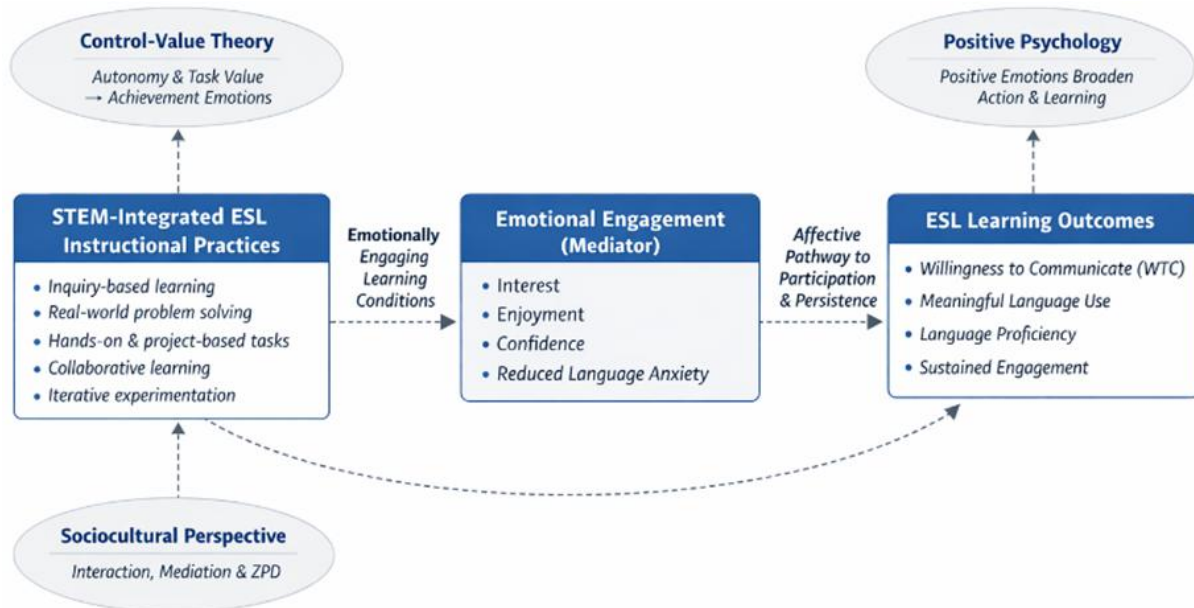 Control-Value Theory
Autonomy & Task Value
→ Achievement Emotions
Positive Psychology
Positive Emotions Broaden
Action & Learning
STEM-Integrated ESL
Instructional Practices
• Inquiry-based learning
• Real-world problem solving
• Hands-on & project-based tasks
• Collaborative learning
• Iterative experimentation
Emotionally
Engaging
Learning
Conditions
Emotional Engagement
(Mediator)
• Interest
• Enjoyment
• Confidence
• Reduced Language Anxiety
Affective
Pathway to
Participation
& Persistence
ESL Learning Outcomes
• Willingness to Communicate (WTC)
• Meaningful Language Use
• Language Proficiency
• Sustained Engagement
Sociocultural Perspective
Interaction, Mediation & ZPD